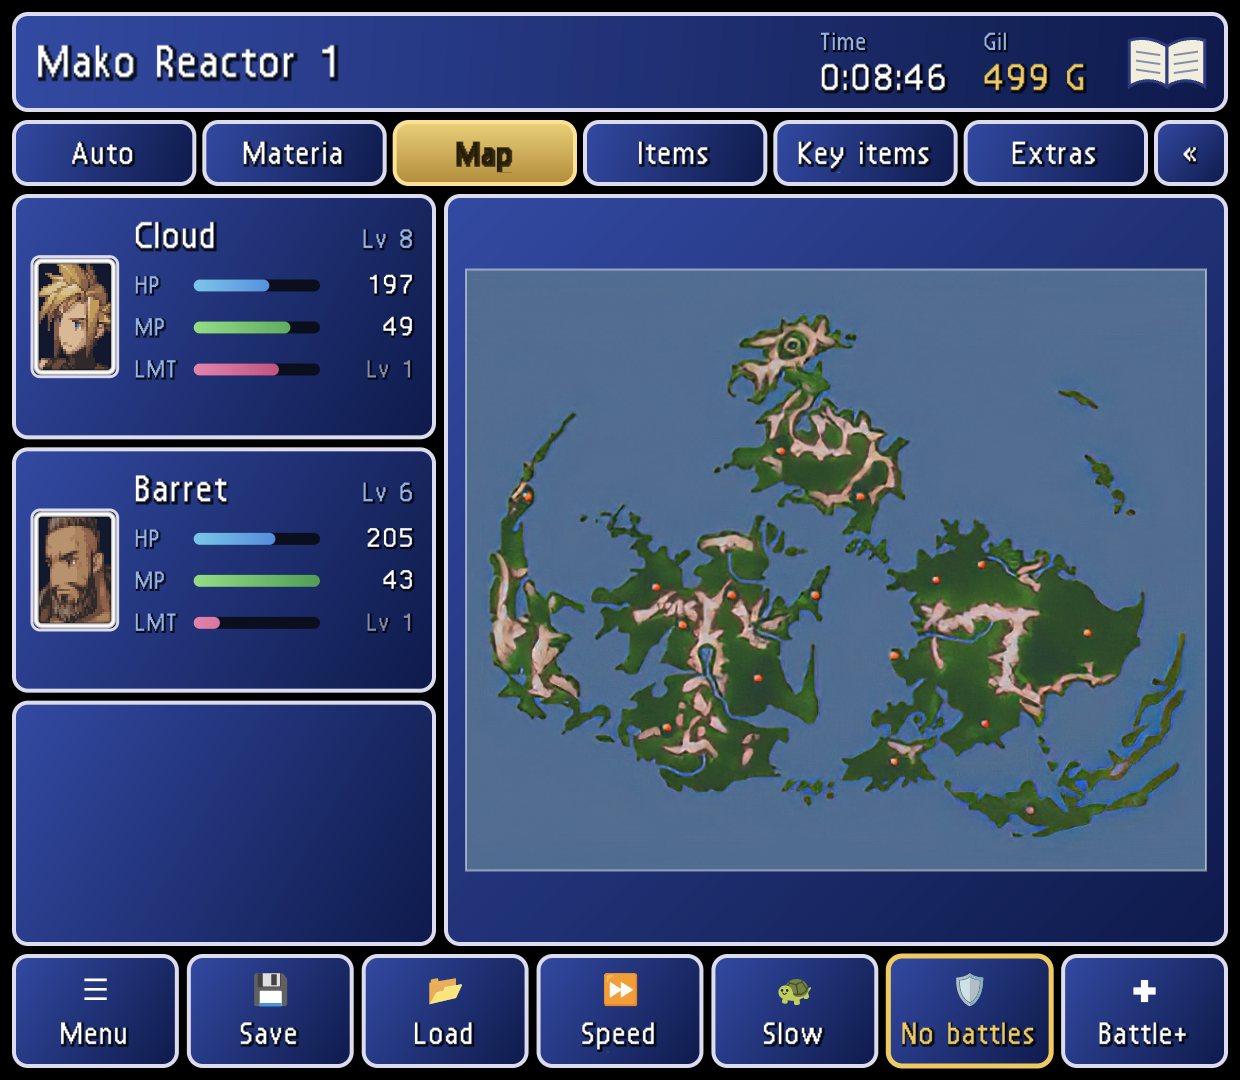 Mako Reactor 1
Time
0:08:46
Gil
499 G
Auto
Materia
Map
Items
Key items
Extras
«
Cloud
Lv 8
HP
197
MP
49
LMT
Lv 1
Barret
Lv 6
HP
205
MP
43
LMT
Lv 1
Menu
Save
Load
Speed
Slow
No battles
Battle+